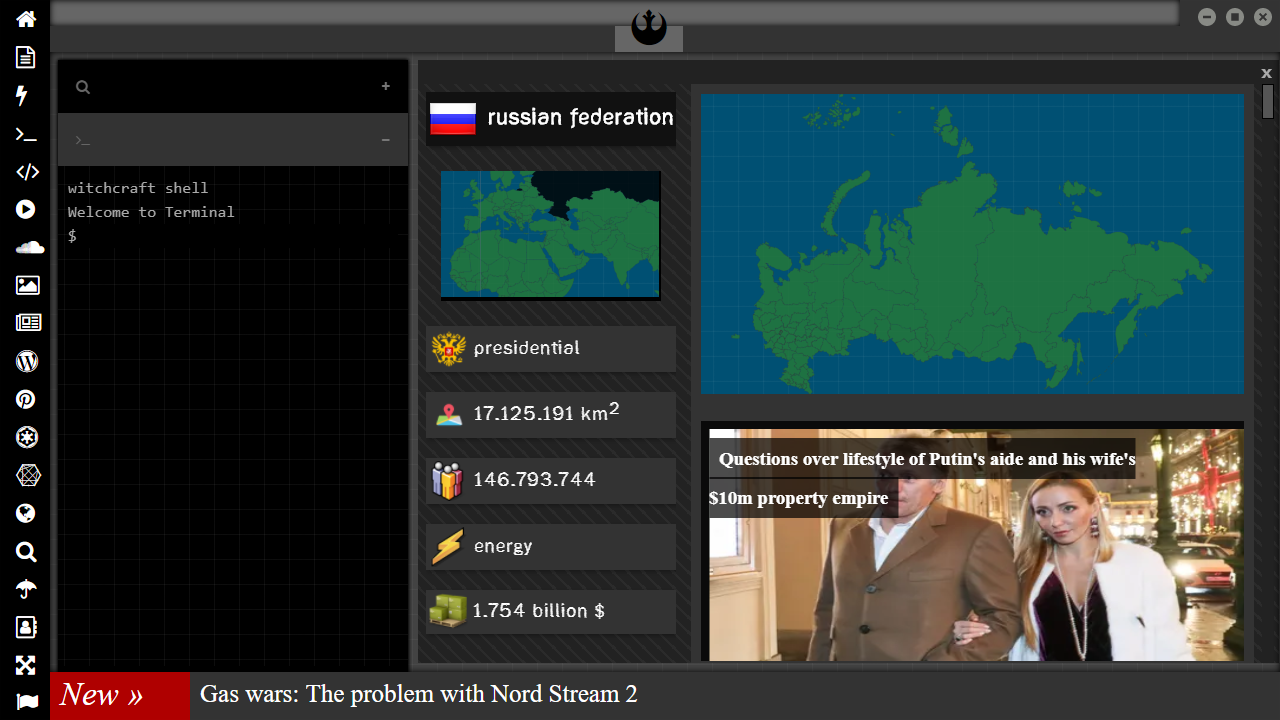 x
+
>_
−
witchcraft shell
Welcome to Terminal
$
russian federation
presidential
17.125.191 km²
146.793.744
energy
1.754 billion $
Questions over lifestyle of Putin's aide and his wife's
$10m property empire
New »
Gas wars: The problem with Nord Stream 2